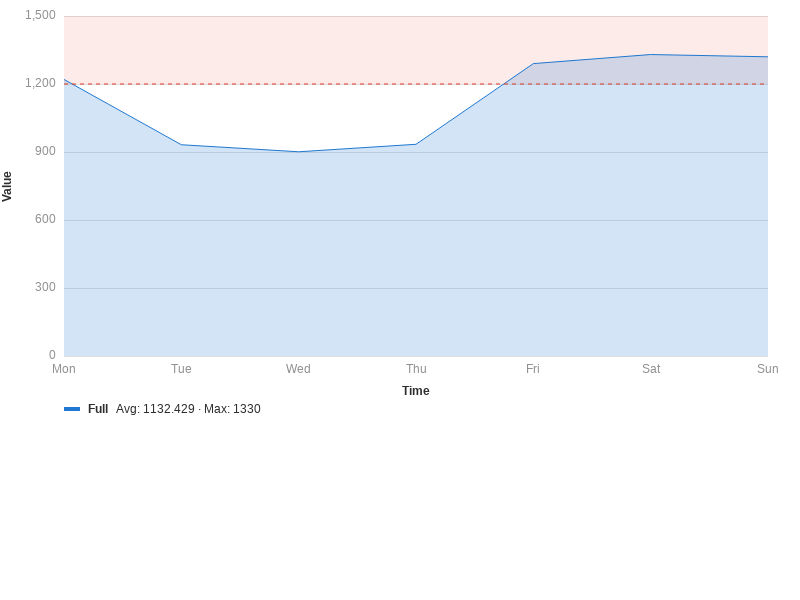 1,500
1,200
900
600
300
0
Value
Mon Tue Wed Thu Fri Sat Sun
Time
Full Avg: 1132.429 · Max: 1330